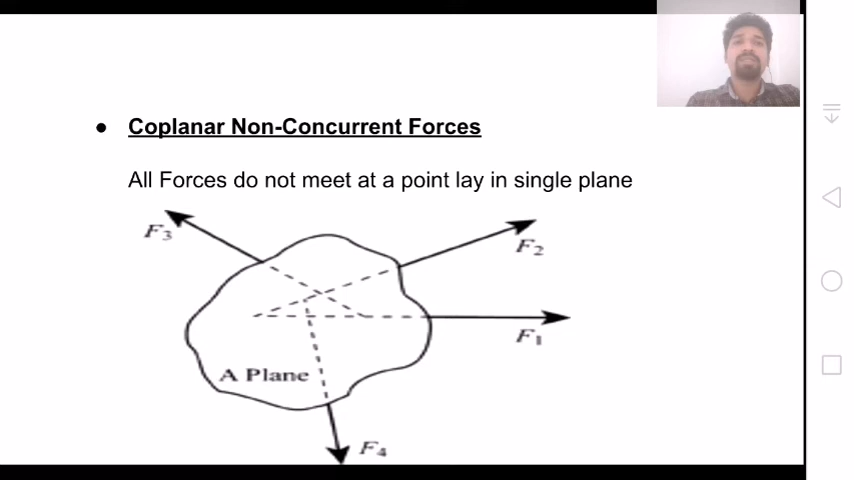 Coplanar Non-Concurrent Forces
All Forces do not meet at a point lay in single plane
F3
F2
F1
A Plane
F4